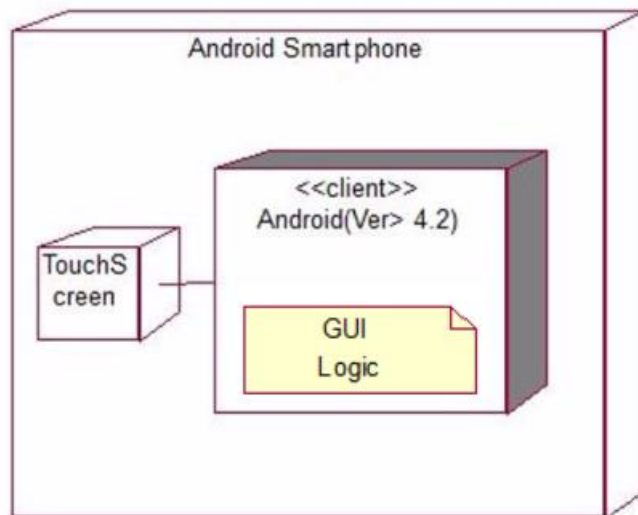 Android Smartphone
<<client>>
Android(Ver> 4.2)
TouchS
creen
GUI
Logic